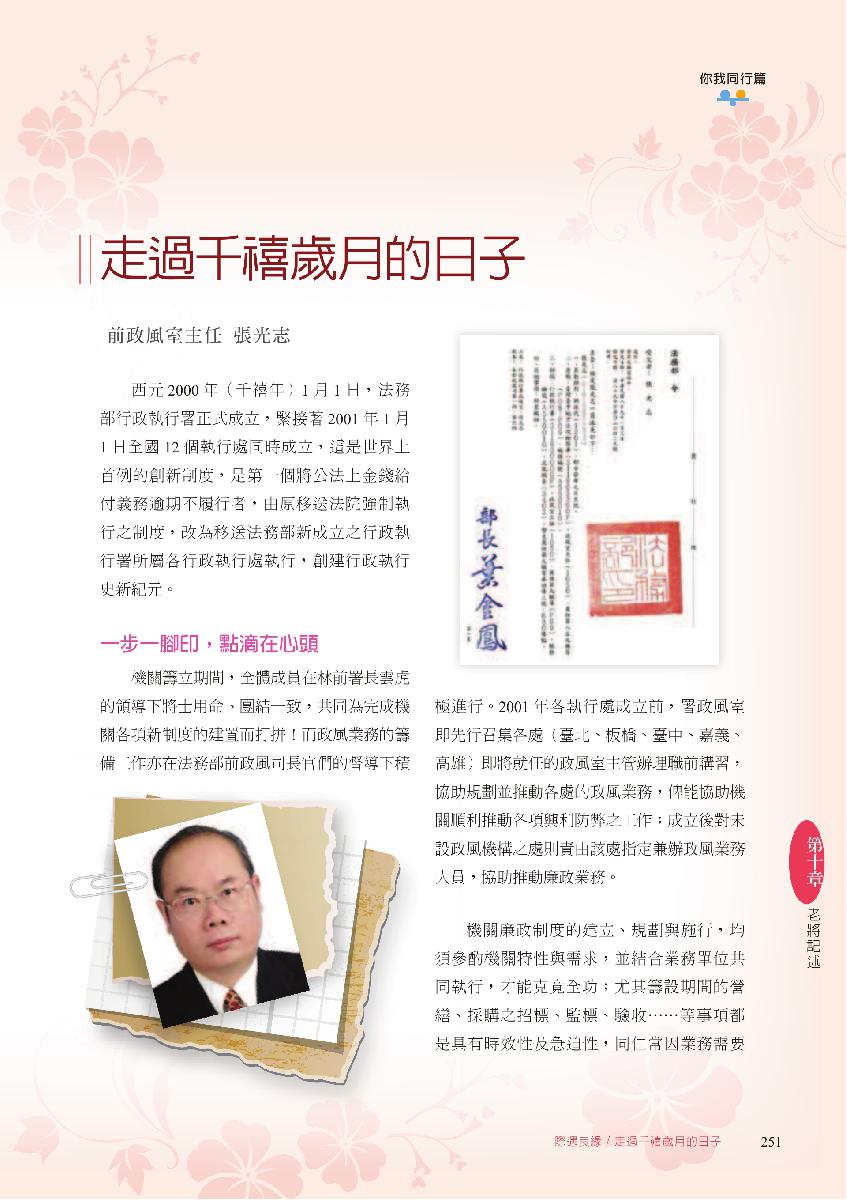 你我同行篇
走過千禧歲月的日子
前政風室主任 張光志
西元 2000 年（千禧年）1 月 1 日，法務
部行政執行署正式成立，緊接著 2001 年 1 月
1 日全國 12 個執行處同時成立，這是世界上
首例的創新制度，是第一個將公法上金錢給
付義務逾期不履行者，由原移送法院強制執
行之制度，改為移送法務部新成立之行政執
行署所屬各行政執行處執行，創建行政執行
史新紀元。
一步一腳印，點滴在心頭
機關籌立期間，全體成員在林前署長雲虎
的領導下將士用命、團結一致，共同為完成機
關各項新制度的建置而打拼！而政風業務的籌
備工作亦在法務部前政風司長官們的督導下積
法務部 令
部長 葉金鳳
極進行。2001 年各執行處成立前，署政風室
即先行召集各處（臺北、板橋、臺中、嘉義、
高雄）即將就任的政風室主管辦理職前講習，
協助規劃並推動各處的政風業務，俾能協助機
關順利推動各項興利防弊之工作；成立後對未
設政風機構之處則責由該處指定兼辦政風業務
人員，協助推動廉政業務。
機關廉政制度的建立、規劃與施行，均
須參酌機關特性與需求，並結合業務單位共
同執行，才能克竟全功；尤其籌設期間的營
繕、採購之招標、監標、驗收……等事項都
是具有時效性及急迫性，同仁常因業務需要
第十章
老將記述
際遇良緣 / 走過千禧歲月的日子
251